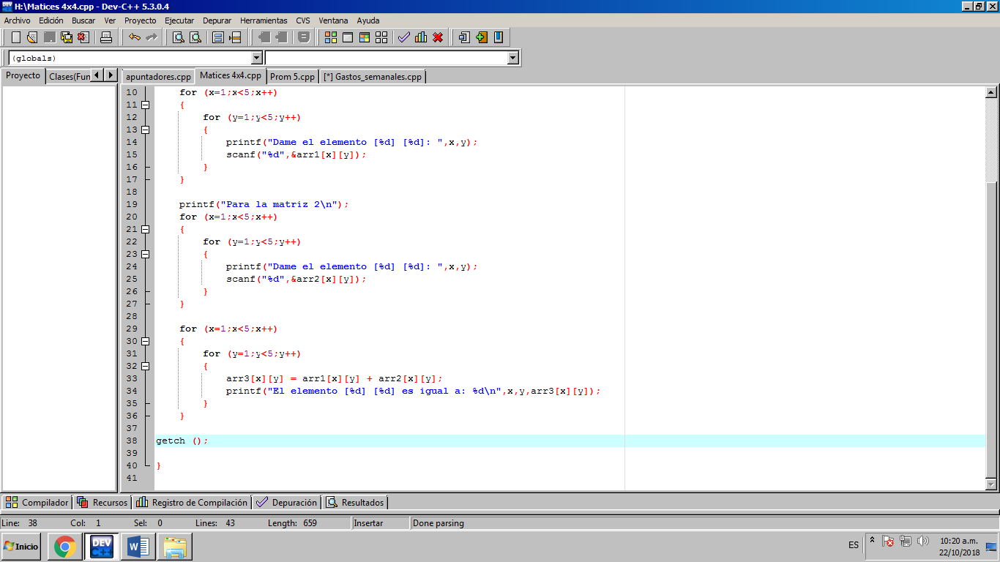 H:\Matices 4x4.cpp - Dev-C++ 5.3.0.4
Archivo Edición Buscar Ver Proyecto Ejecutar Depurar Herramientas CVS Ventana Ayuda
(globals)
Proyecto Clases(Fun apuntadores.cpp Matices 4x4.cpp Prom 5.cpp [*] Gastos_semanales.cpp
10 for (x=1;x<5;x++)
11 {
12 for (y=1;y<5;y++)
13 {
14 printf("Dame el elemento [%d] [%d]: ",x,y);
15 scanf("%d",&arr1[x][y]);
16 }
17 }
18
19 printf("Para la matriz 2\n");
20 for (x=1;x<5;x++)
21 {
22 for (y=1;y<5;y++)
23 {
24 printf("Dame el elemento [%d] [%d]: ",x,y);
25 scanf("%d",&arr2[x][y]);
26 }
27 }
28
29 for (x=1;x<5;x++)
30 {
31 for (y=1;y<5;y++)
32 {
33 arr3[x][y] = arr1[x][y] + arr2[x][y];
34 printf("El elemento [%d] [%d] es igual a: %d\n",x,y,arr3[x][y]);
35 }
36 }
37
38 getch ();
39
40 }
41
Compilador Recursos Registro de Compilación Depuración Resultados
Line: 38 Col: 1 Sel: 0 Lines: 43 Length: 659 Insertar Done parsing
Inicio DEV C++ W ES 10:20 a.m.
22/10/2018